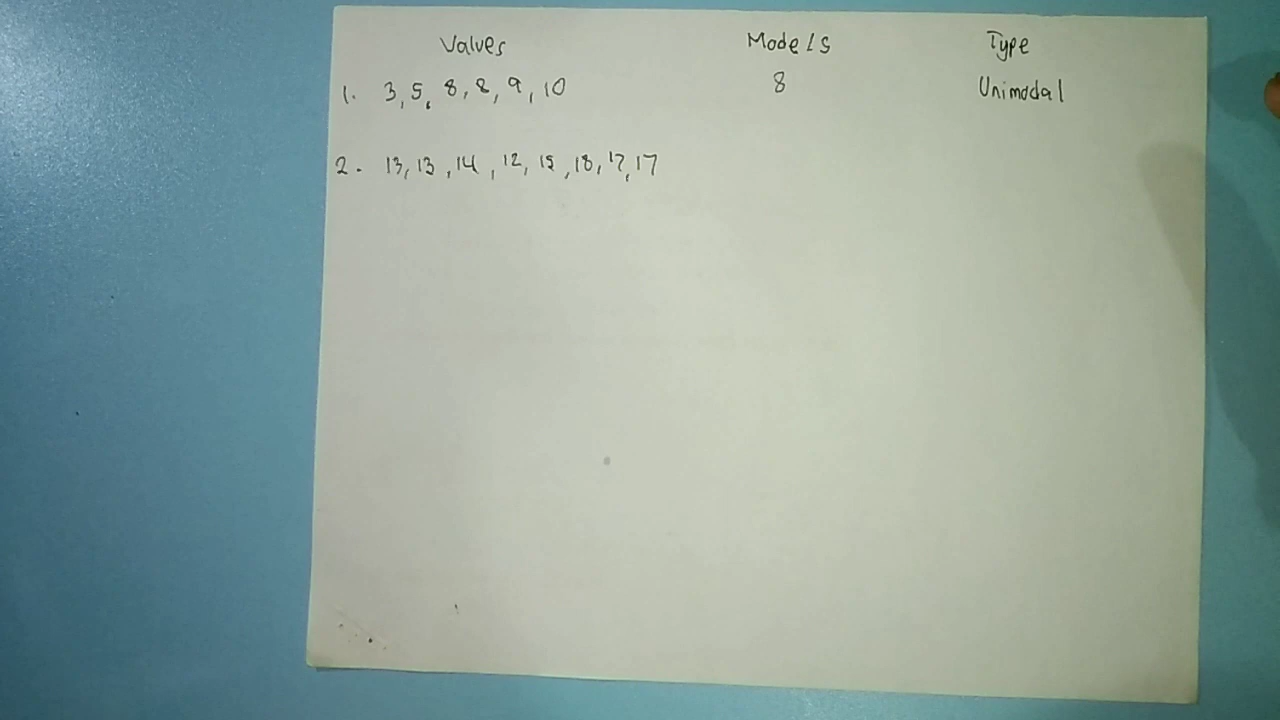 Values Mode/s Type
1. 3, 5, 8, 8, 9, 10 8 Unimodal
2. 13, 13, 14, 12, 15, 18, 17, 17